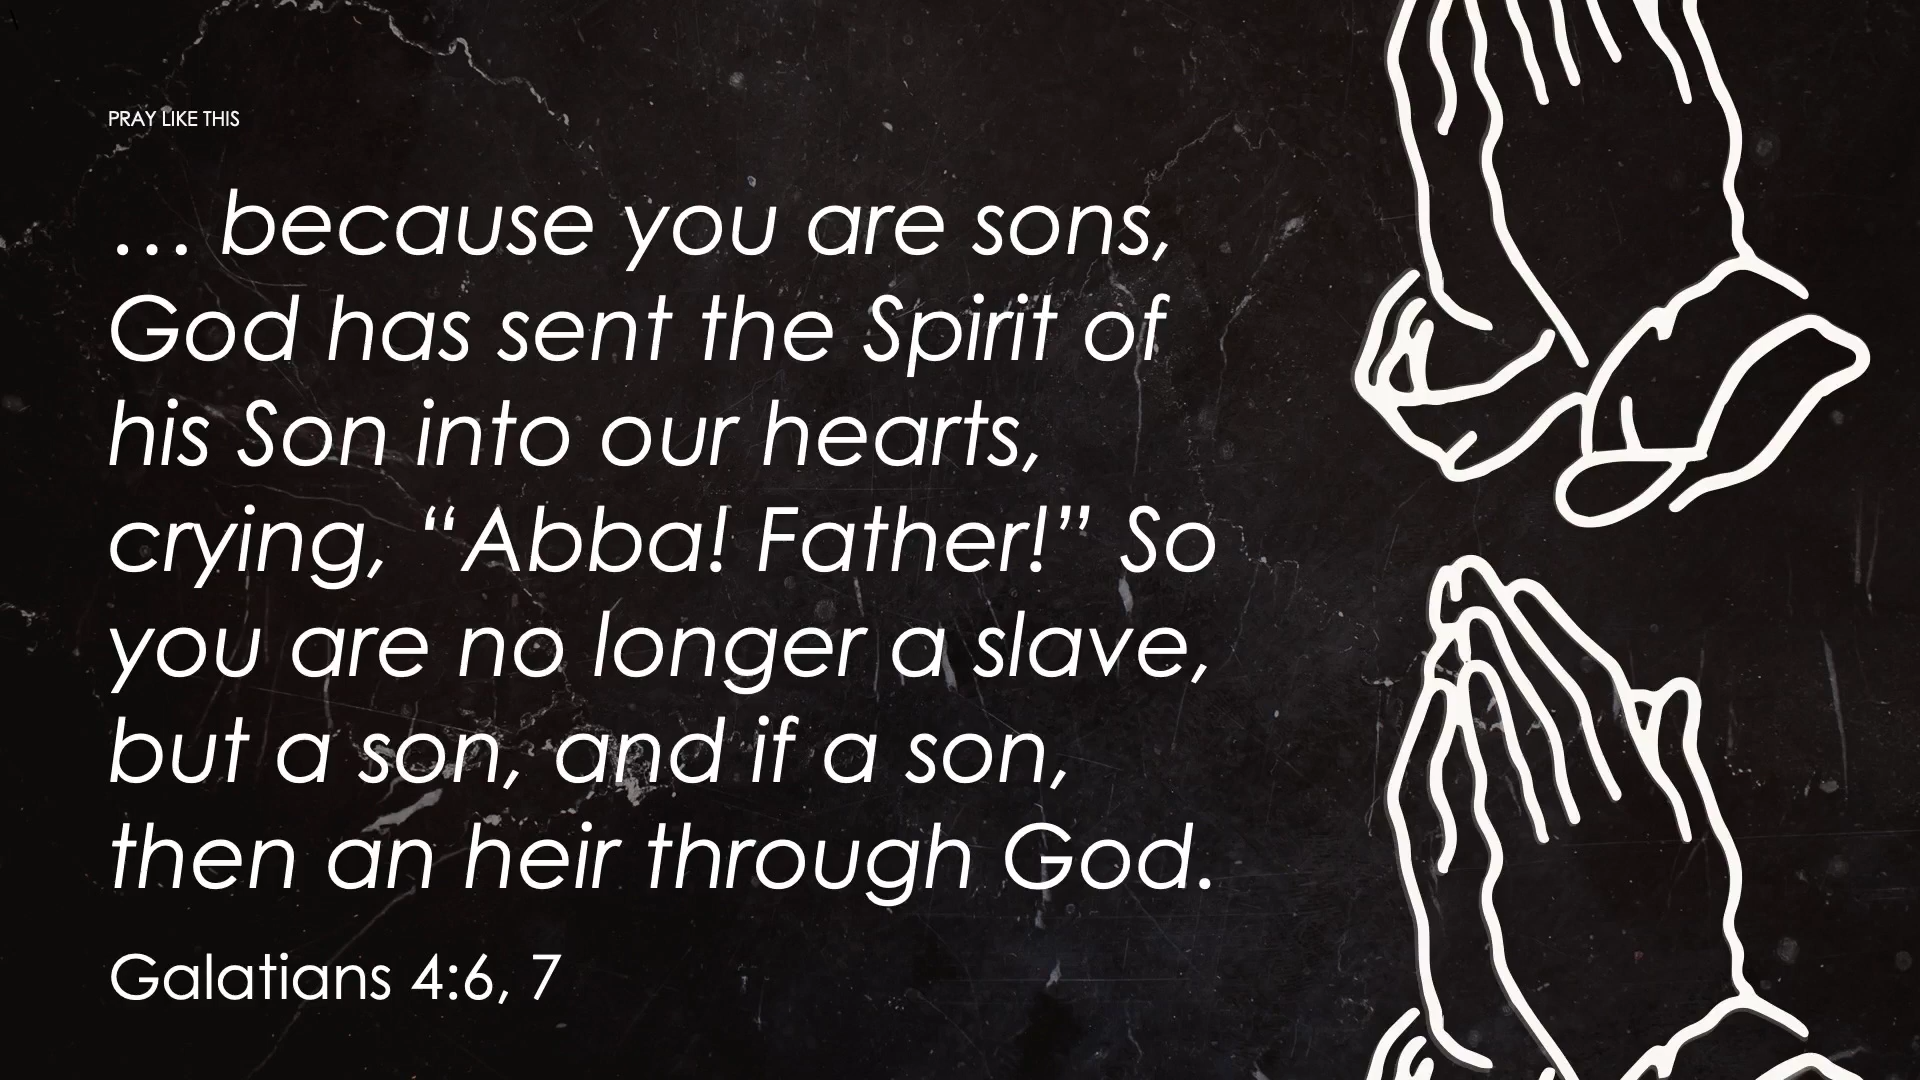 PRAY LIKE THIS
… because you are sons,
God has sent the Spirit of
his Son into our hearts,
crying, “Abba! Father!” So
you are no longer a slave,
but a son, and if a son,
then an heir through God.
Galatians 4:6, 7